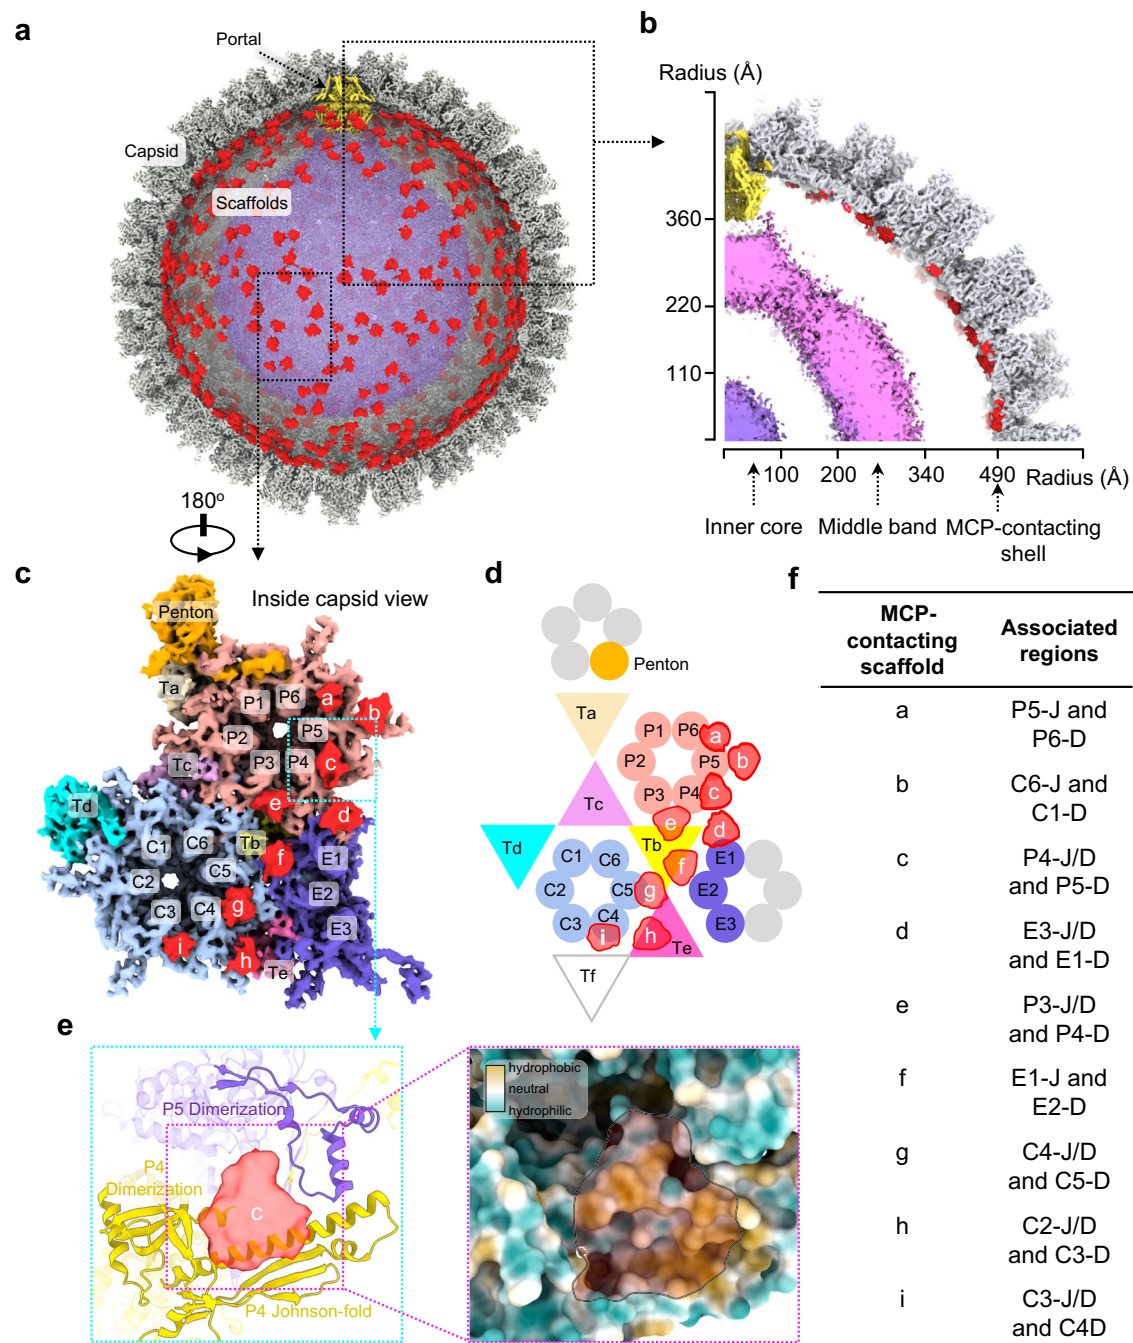 a
Portal
Capsid
Scaffolds
180º
b
Radius (Å)
360
220
110
100
200
340
490
Radius (Å)
Inner core
Middle band
MCP-contacting
shell
c
Inside capsid view
Penton
Ta
P1
P6
a
b
P2
P5
P3
P4
c
Tc
Td
e
d
C1
C6
Tb
f
E1
C2
C5
E2
C3
C4
g
E3
i
h
Te
d
Penton
Ta
P1
P6
a
P2
P5
b
P3
P4
c
Tc
e
d
Td
Tb
C1
C6
f
E1
C2
C5
g
E2
C3
C4
E3
i
h
Te
Tf
e
P5 Dimerization
P4
Dimerization
c
P4 Johnson-fold
hydrophobic
neutral
hydrophilic
f
MCP-
contacting
scaffold
Associated
regions
a
P5-J and
P6-D
b
C6-J and
C1-D
c
P4-J/D
and P5-D
d
E3-J/D
and E1-D
e
P3-J/D
and P4-D
f
E1-J and
E2-D
g
C4-J/D
and C5-D
h
C2-J/D
and C3-D
i
C3-J/D
and C4D